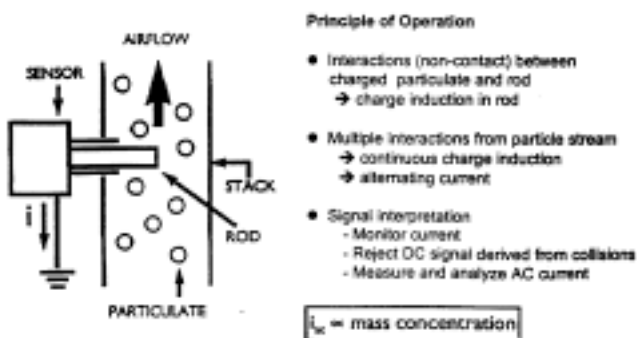 AIRFLOW
SENSOR
STACK
i
ROD
PARTICULATE
Principle of Operation
● Interactions (non-contact) between
charged particulate and rod
→ charge induction in rod
● Multiple interactions from particle stream
→ continuous charge induction
→ alternating current
● Signal interpretation
- Monitor current
- Reject DC signal derived from collisions
- Measure and analyze AC current
i ∝ mass concentration